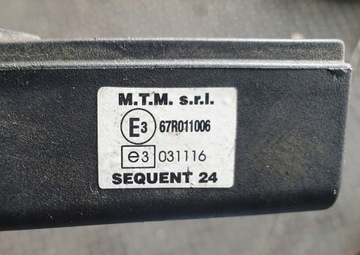 M.T.M. s.r.l.
E3 67R011006
e3 031116
SEQUENT 24